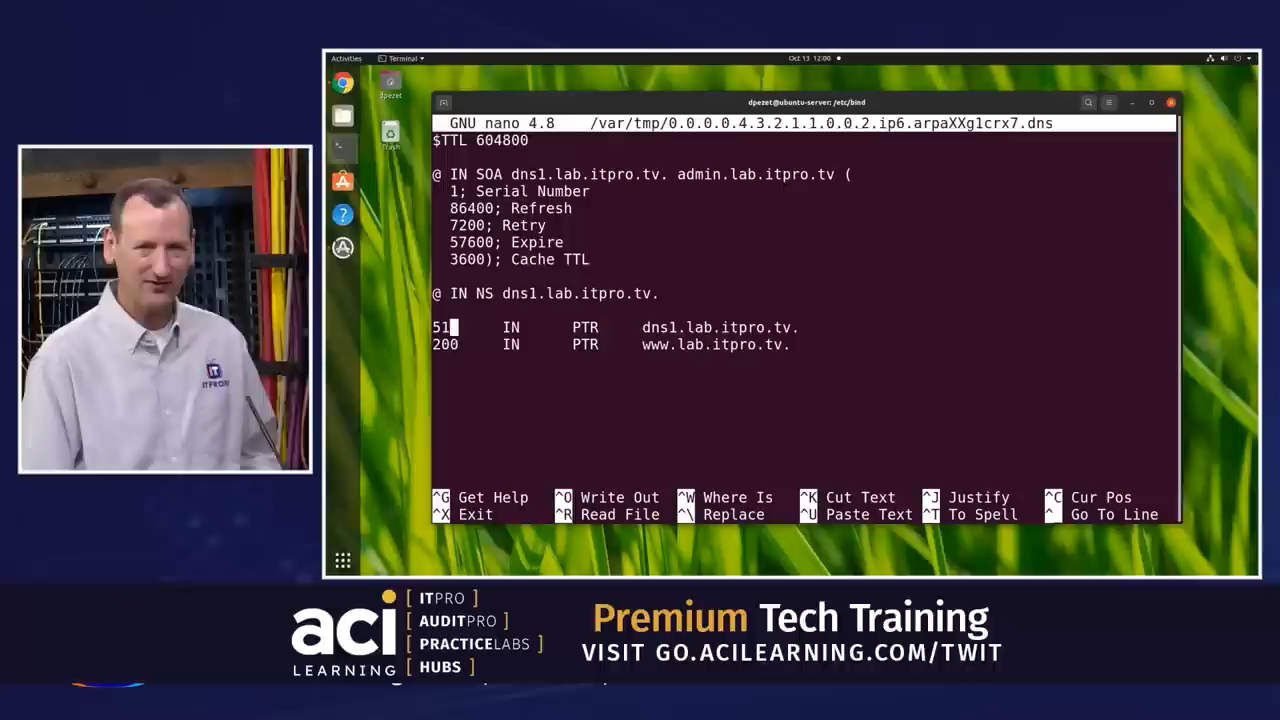 Activities
Terminal
Oct 13 12:00
dpezet
Trash
dpezet@ubuntu-server: /etc/bind
GNU nano 4.8 /var/tmp/0.0.0.0.4.3.2.1.1.0.0.2.ip6.arpaXXg1crx7.dns
$TTL 604800
@ IN SOA dns1.lab.itpro.tv. admin.lab.itpro.tv (
1; Serial Number
86400; Refresh
7200; Retry
57600; Expire
3600); Cache TTL
@ IN NS dns1.lab.itpro.tv.
51 IN PTR dns1.lab.itpro.tv.
200 IN PTR www.lab.itpro.tv.
^G Get Help ^O Write Out ^W Where Is ^K Cut Text ^J Justify ^C Cur Pos
^X Exit ^R Read File ^\ Replace ^U Paste Text ^T To Spell ^_ Go To Line
IT
ITPROTV
aci
LEARNING
[ ITPRO ]
[ AUDITPRO ]
[ PRACTICELABS ]
[ HUBS ]
Premium Tech Training
VISIT GO.ACILEARNING.COM/TWIT